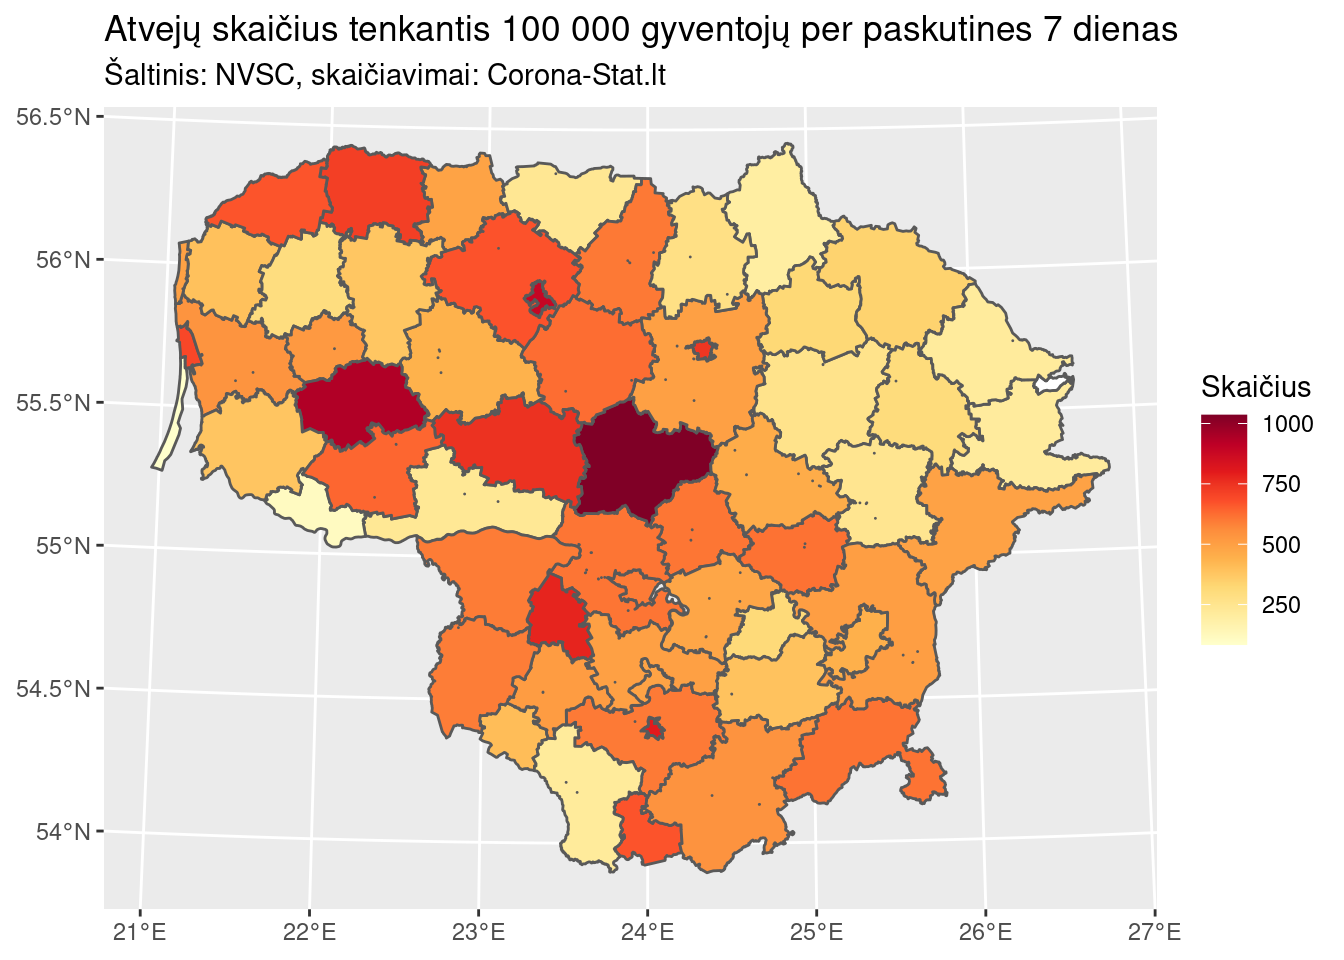 Atvejų skaičius tenkantis 100 000 gyventojų per paskutines 7 dienas
Šaltinis: NVSC, skaičiavimai: Corona-Stat.lt
56.5°N
56°N
55.5°N
55°N
54.5°N
54°N
21°E
22°E
23°E
24°E
25°E
26°E
27°E
Skaičius
1000
750
500
250